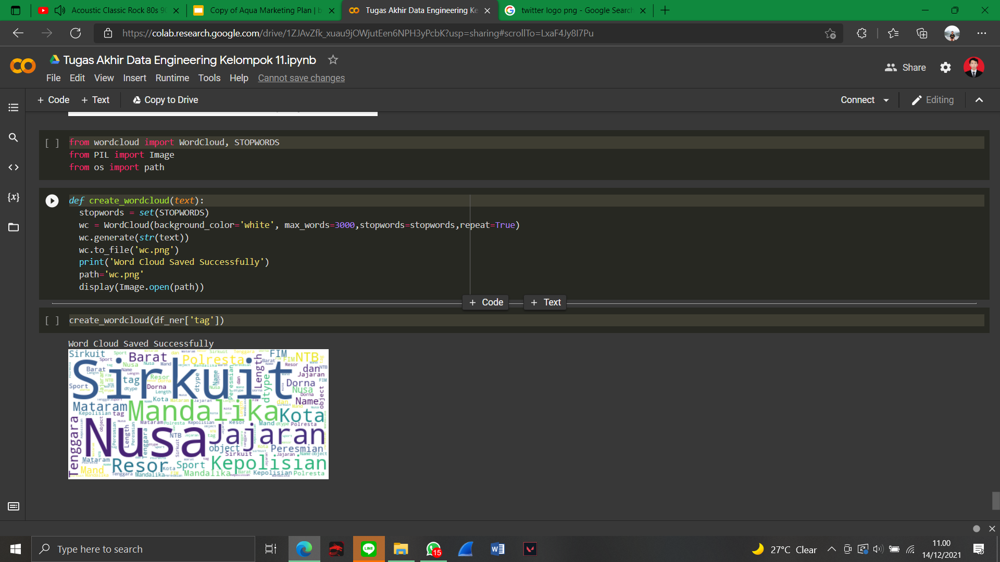 Acoustic Classic Rock 80s 9
Copy of Aqua Marketing Plan | b
Tugas Akhir Data Engineering Ke
twitter logo png - Google Search
https://colab.research.google.com/drive/1ZJAvZfk_xuau9jOWjutEen6NPH3yPcbK?usp=sharing#scrollTo=LxaF4Jy8I7Pu
Tugas Akhir Data Engineering Kelompok 11.ipynb
Share
File Edit View Insert Runtime Tools Help Cannot save changes
+ Code + Text Copy to Drive
Connect Editing
[ ] from wordcloud import WordCloud, STOPWORDS
from PIL import Image
from os import path
{x}
def create_wordcloud(text):
stopwords = set(STOPWORDS)
wc = WordCloud(background_color='white', max_words=3000,stopwords=stopwords,repeat=True)
wc.generate(str(text))
wc.to_file('wc.png')
print('Word Cloud Saved Successfully')
path='wc.png'
display(Image.open(path))
+ Code + Text
[ ] create_wordcloud(df_ner['tag'])
Word Cloud Saved Successfully
Sirkuit Barat Polresta FIM NTB
Sirkuit
Length
dan
Jajaran
tag
Resor
dtype
Dorna
Nusa
Kota
Name
object
Mataram Mandalika Kota
Tenggara
Nusa Jajaran
object Peresmian
Resor Sport Kepolisian
Mand
Mandalika Kepolisian Polresta
Type here to search
LINE
15
27°C Clear
11.00
14/12/2021